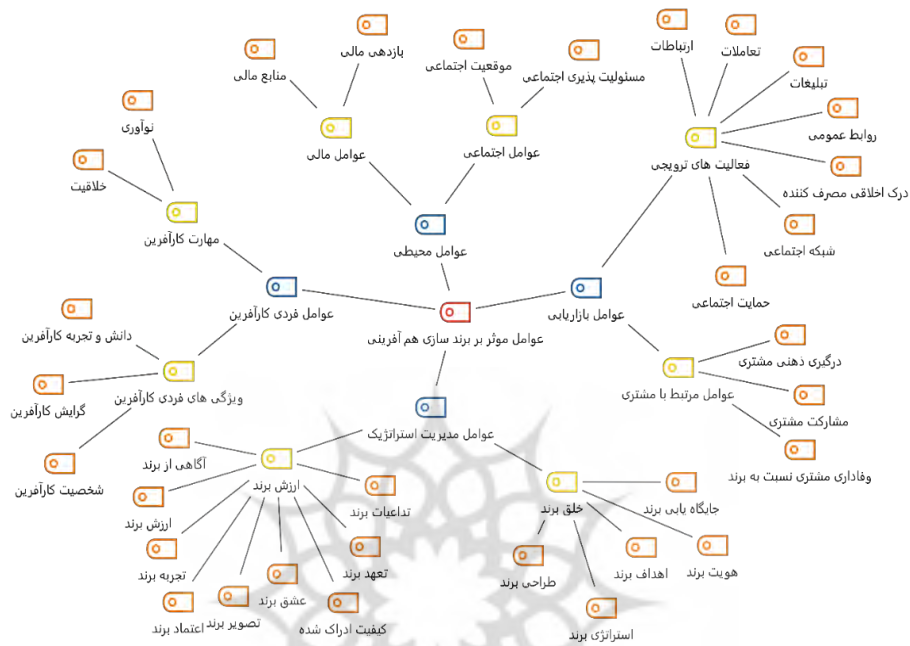 ارتباطات
تعاملات
تبلیغات
روابط عمومی
درک اخلاقی مصرف کننده
شبکه اجتماعی
حمایت اجتماعی
فعالیت های ترویجی
مسئولیت پذیری اجتماعی
موقعیت اجتماعی
عوامل اجتماعی
بازدهی مالی
منابع مالی
عوامل مالی
عوامل محیطی
نوآوری
خلاقیت
مهارت کارآفرین
عوامل فردی کارآفرین
عوامل موثر بر برند سازی هم آفرینی
عوامل بازاریابی
دانش و تجربه کارآفرین
گرایش کارآفرین
شخصیت کارآفرین
ویژگی های فردی کارآفرین
درگیری ذهنی مشتری
عوامل مرتبط با مشتری
مشارکت مشتری
وفاداری مشتری نسبت به برند
عوامل مدیریت استراتژیک
خلق برند
جایگاه یابی برند
هویت برند
اهداف برند
طراحی برند
استراتژی برند
ارزش برند
آگاهی از برند
ارزش برند
تجربه برند
اعتماد برند
تصویر برند
عشق برند
کیفیت ادراک شده
تعهد برند
تداعیات برند